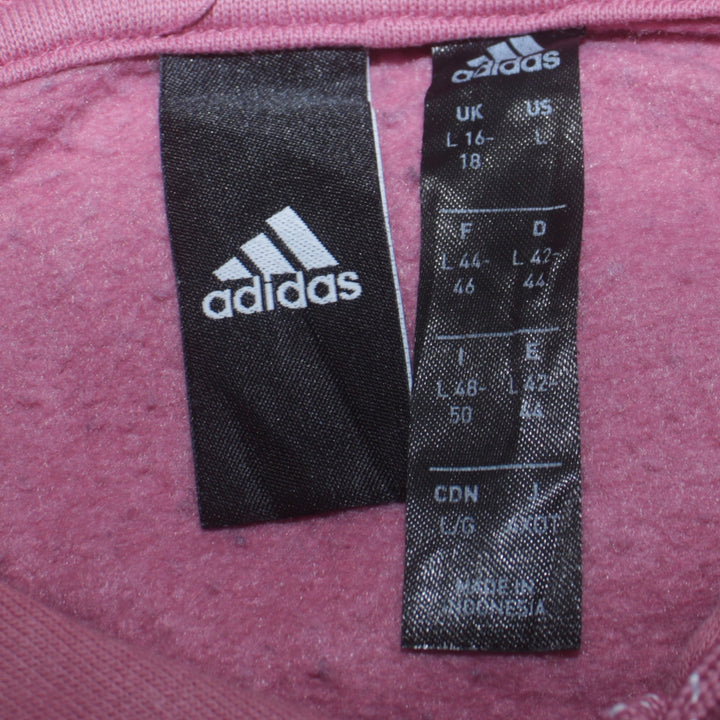 adidas
adidas
UK US
L 16-18 L
F D
L 44-46 L 42-44
I E
L 48-50 L 42-44
CDN J
L/G
MADE IN
INDONESIA